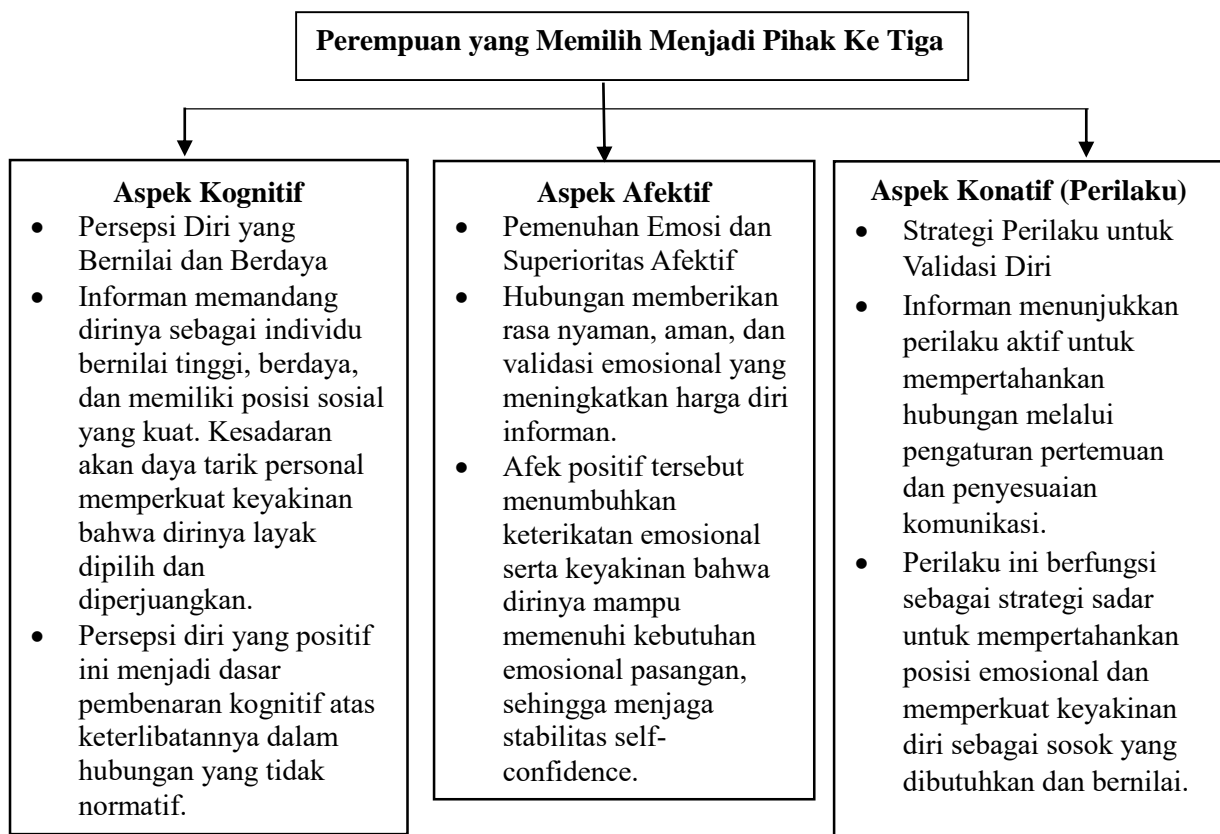 Perempuan yang Memilih Menjadi Pihak Ke Tiga
Aspek Kognitif
• Persepsi Diri yang
Bernilai dan Berdaya
• Informan memandang
dirinya sebagai individu
bernilai tinggi, berdaya,
dan memiliki posisi sosial
yang kuat. Kesadaran
akan daya tarik personal
memperkuat keyakinan
bahwa dirinya layak
dipilih dan
diperjuangkan.
• Persepsi diri yang positif
ini menjadi dasar
pembenaran kognitif atas
keterlibatannya dalam
hubungan yang tidak
normatif.
Aspek Afektif
• Pemenuhan Emosi dan
Superioritas Afektif
• Hubungan memberikan
rasa nyaman, aman, dan
validasi emosional yang
meningkatkan harga diri
informan.
• Afek positif tersebut
menumbuhkan
keterikatan emosional
serta keyakinan bahwa
dirinya mampu
memenuhi kebutuhan
emosional pasangan,
sehingga menjaga
stabilitas self-
confidence.
Aspek Konatif (Perilaku)
• Strategi Perilaku untuk
Validasi Diri
• Informan menunjukkan
perilaku aktif untuk
mempertahankan
hubungan melalui
pengaturan pertemuan
dan penyesuaian
komunikasi.
• Perilaku ini berfungsi
sebagai strategi sadar
untuk mempertahankan
posisi emosional dan
memperkuat keyakinan
diri sebagai sosok yang
dibutuhkan dan bernilai.